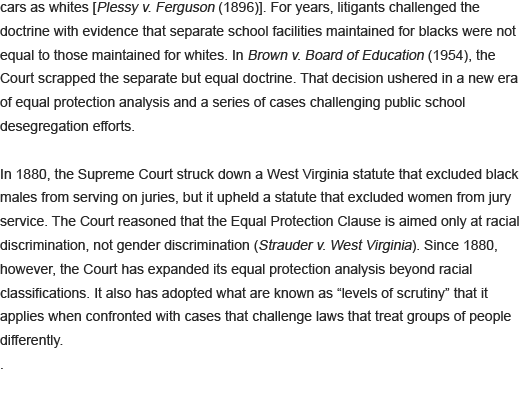 cars as whites [Plessy v. Ferguson (1896)]. For years, litigants challenged the
doctrine with evidence that separate school facilities maintained for blacks were not
equal to those maintained for whites. In Brown v. Board of Education (1954), the
Court scrapped the separate but equal doctrine. That decision ushered in a new era
of equal protection analysis and a series of cases challenging public school
desegregation efforts.
In 1880, the Supreme Court struck down a West Virginia statute that excluded black
males from serving on juries, but it upheld a statute that excluded women from jury
service. The Court reasoned that the Equal Protection Clause is aimed only at racial
discrimination, not gender discrimination (Strauder v. West Virginia). Since 1880,
however, the Court has expanded its equal protection analysis beyond racial
classifications. It also has adopted what are known as “levels of scrutiny” that it
applies when confronted with cases that challenge laws that treat groups of people
differently.
.